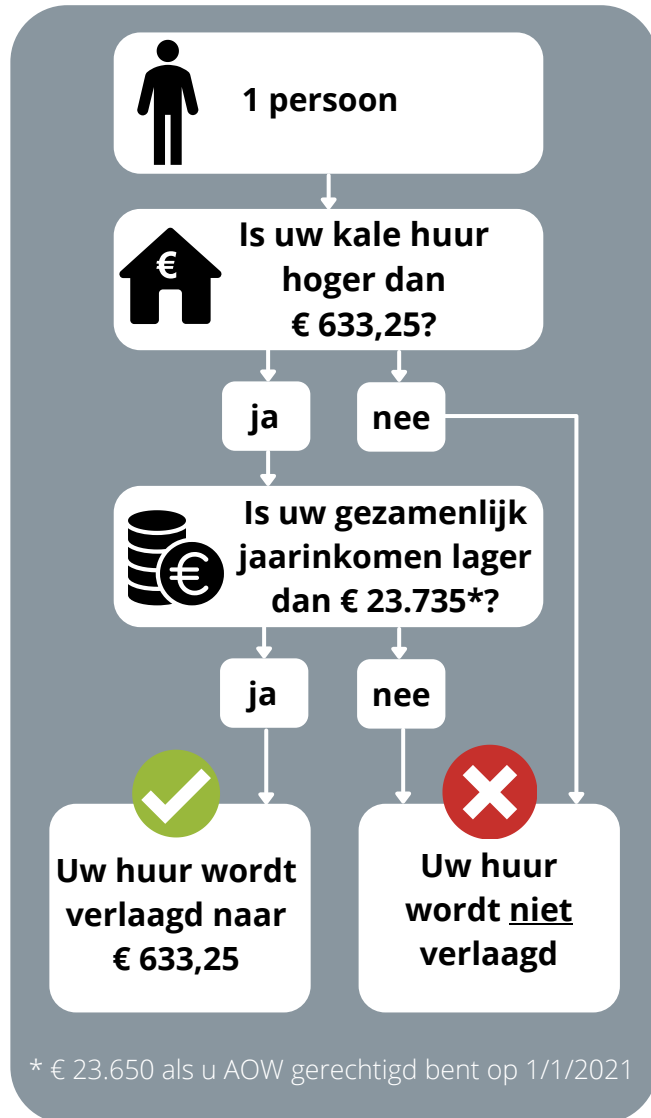 1 persoon
€
Is uw kale huur
hoger dan
€ 633,25?
ja
nee
€
Is uw gezamenlijk
jaarinkomen lager
dan € 23.735*?
ja
nee
Uw huur wordt
verlaagd naar
€ 633,25
Uw huur
wordt niet
verlaagd
* € 23.650 als u AOW gerechtigd bent op 1/1/2021